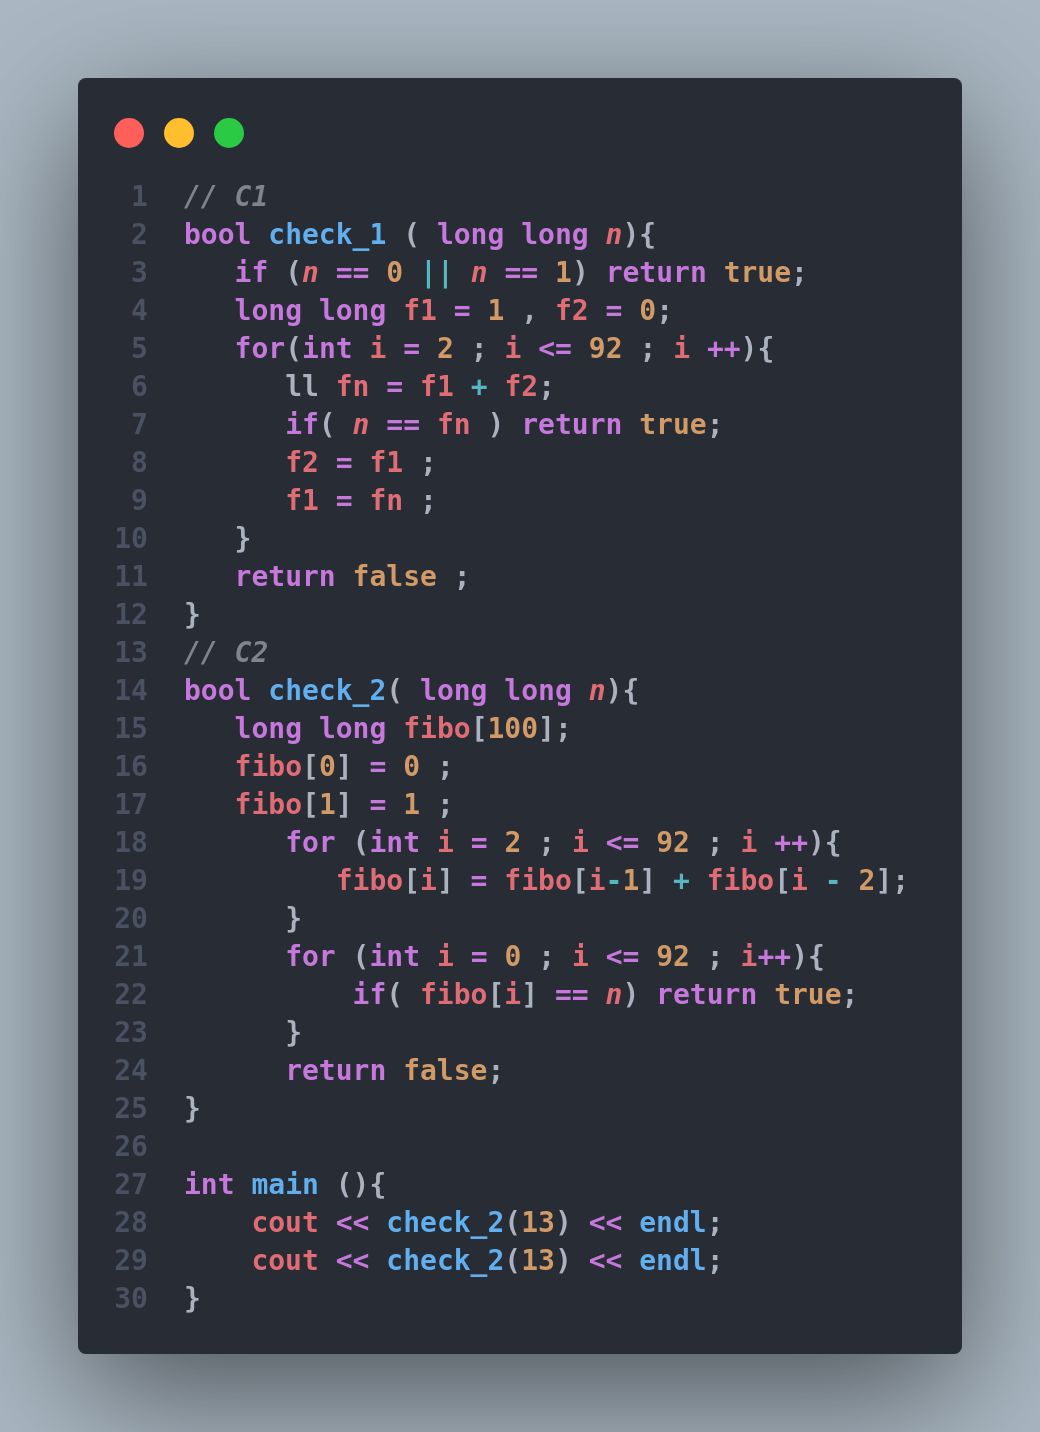 1 // C1
2 bool check_1 ( long long n){
3    if (n == 0 || n == 1) return true;
4    long long f1 = 1 , f2 = 0;
5    for(int i = 2 ; i <= 92 ; i ++){
6       ll fn = f1 + f2;
7       if( n == fn ) return true;
8       f2 = f1 ;
9       f1 = fn ;
10    }
11    return false ;
12 }
13 // C2
14 bool check_2( long long n){
15    long long fibo[100];
16    fibo[0] = 0 ;
17    fibo[1] = 1 ;
18       for (int i = 2 ; i <= 92 ; i ++){
19          fibo[i] = fibo[i-1] + fibo[i - 2];
20       }
21       for (int i = 0 ; i <= 92 ; i++){
22           if( fibo[i] == n) return true;
23       }
24       return false;
25 }
26
27 int main (){
28     cout << check_2(13) << endl;
29     cout << check_2(13) << endl;
30 }